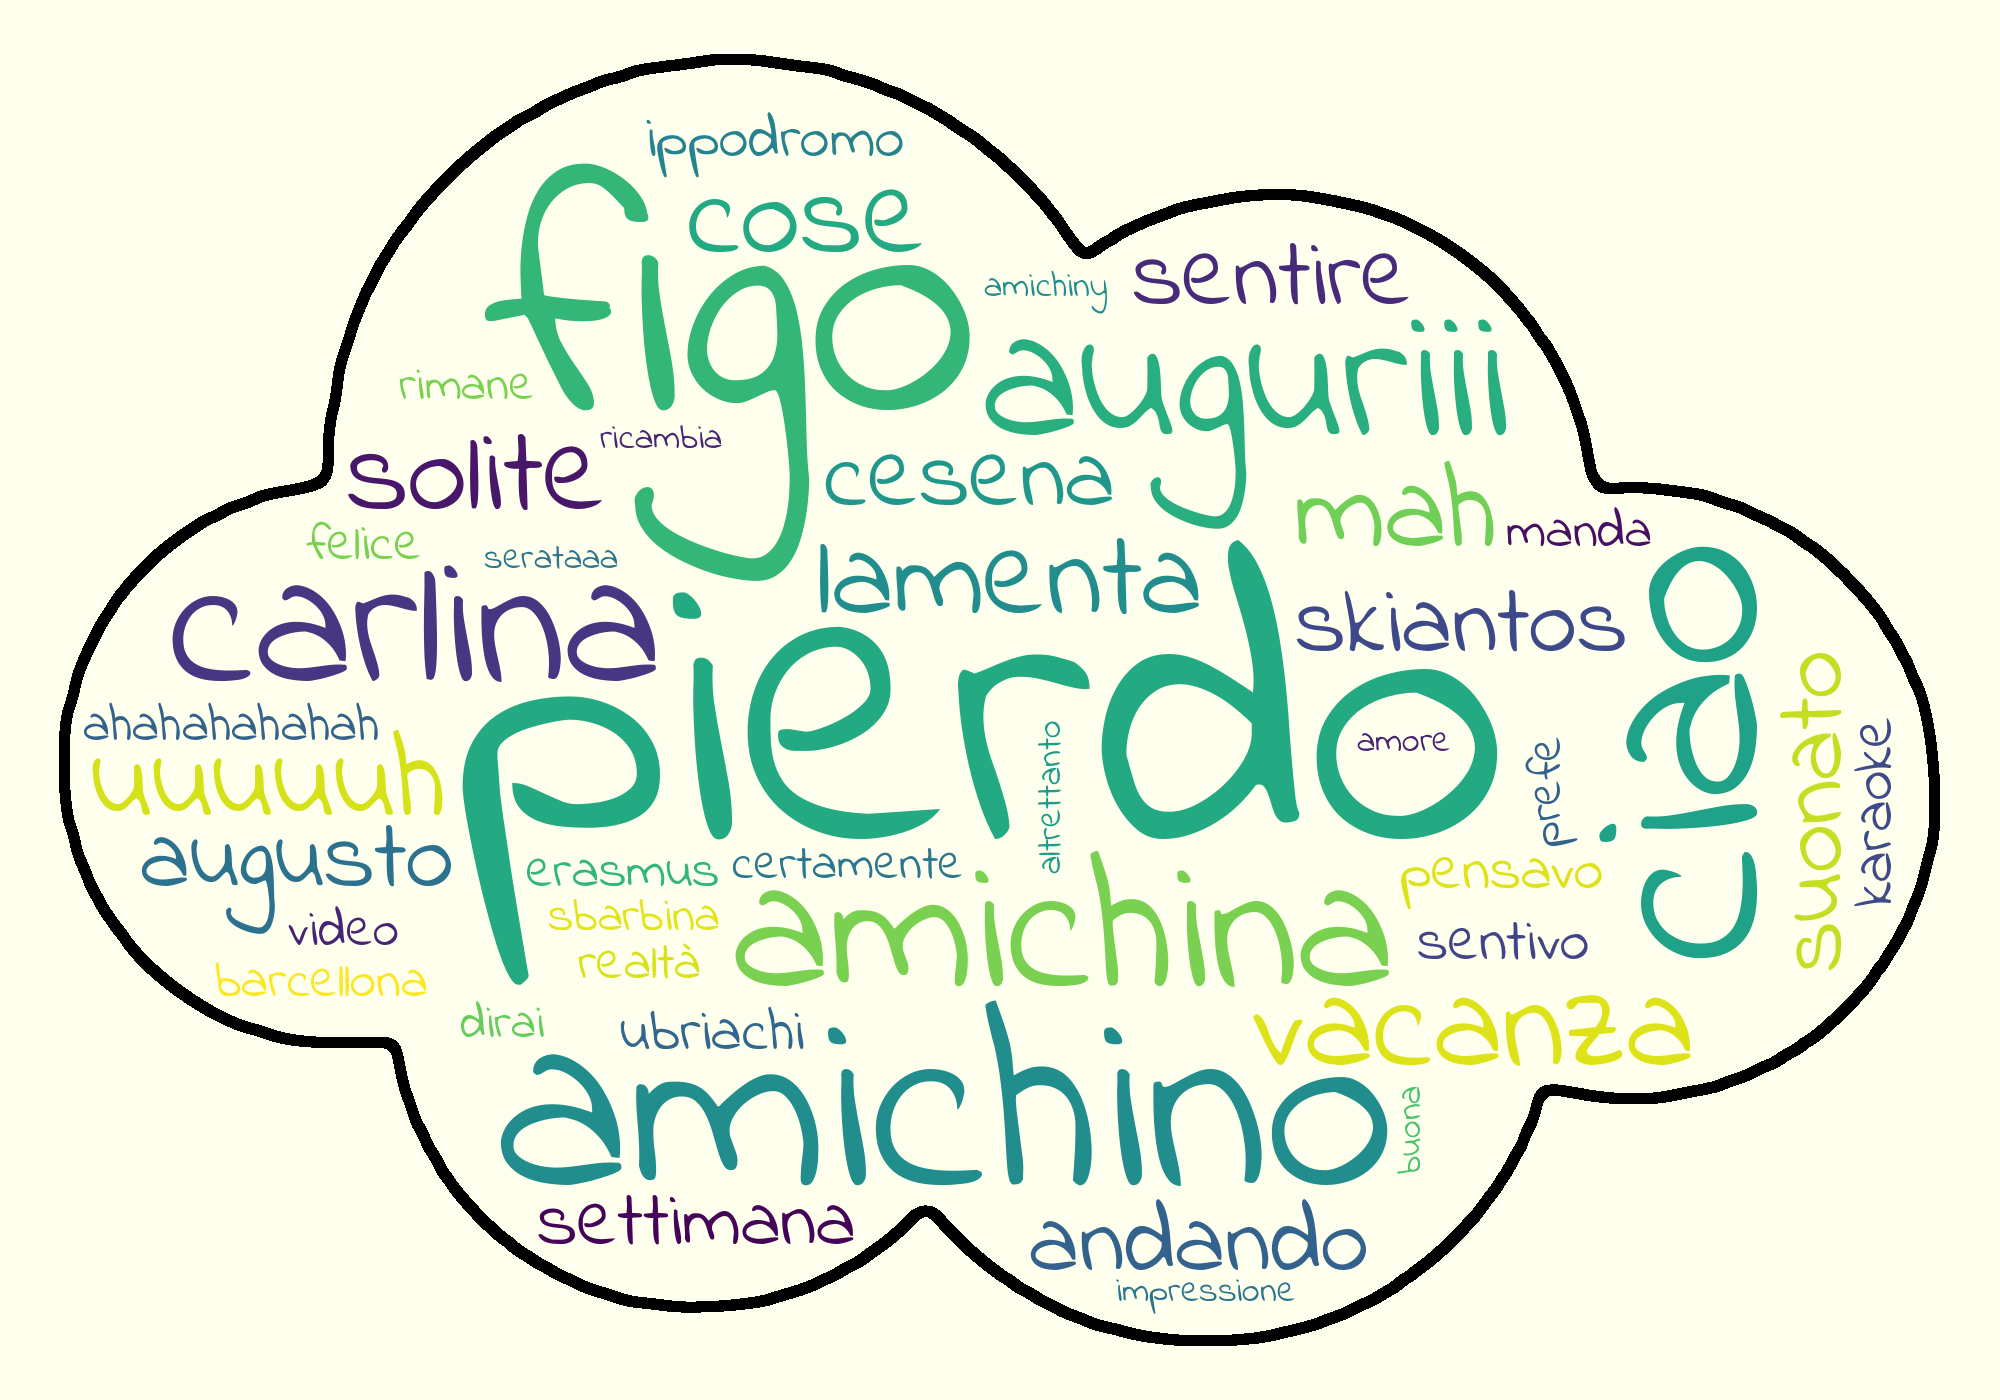 ippodromo
cose
figo
amichiny
sentire
auguriii
rimane
ricambia
solite
cesena
mah
manda
felice
serataaa
lamenta
carlina
skiantos
ciao
pierdo
suonato
ahahahahahah
karaoke
uuuuuh
altrettanto
amore
prefe
augusto
erasmus
certamente
pensavo
sbarbina
amichina
video
sentivo
realtà
barcellona
dirai
ubriachi
vacanza
amichino
buona
settimana
andando
impressione